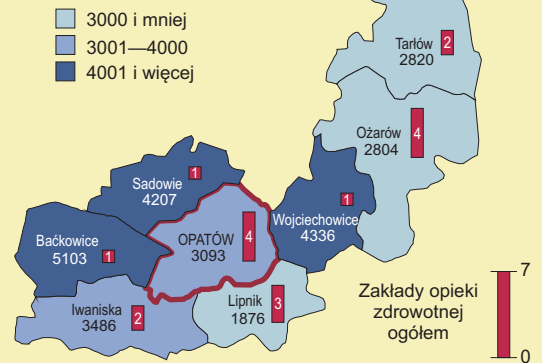 3000 i mniej
3001—4000
4001 i więcej
Tarłów
2820
2
Ożarów
2804
4
Sadowie
4207
1
Wojciechowice
4336
1
Baćkowice
5103
1
OPATÓW
3093
4
Iwaniska
3486
2
Lipnik
1876
3
Zakłady opieki
zdrowotnej
ogółem
7
0